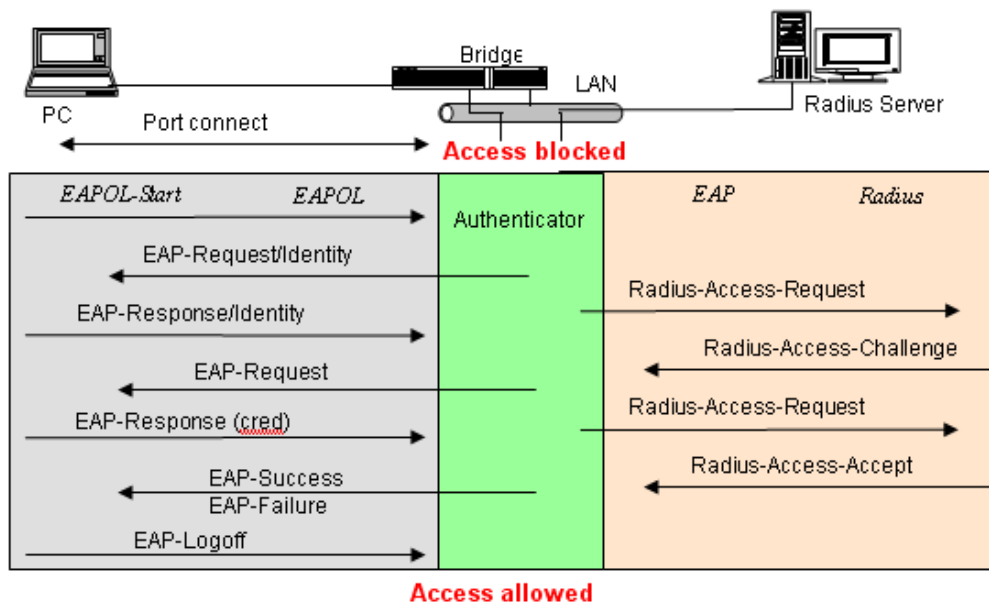 Bridge
LAN
PC
Radius Server
Port connect
Access blocked
EAPOL-Start
EAPOL
Authenticator
EAP
Radius
EAP-Request/Identity
Radius-Access-Request
EAP-Response/Identity
Radius-Access-Challenge
EAP-Request
Radius-Access-Request
EAP-Response (cred)
Radius-Access-Accept
EAP-Success
EAP-Failure
EAP-Logoff
Access allowed